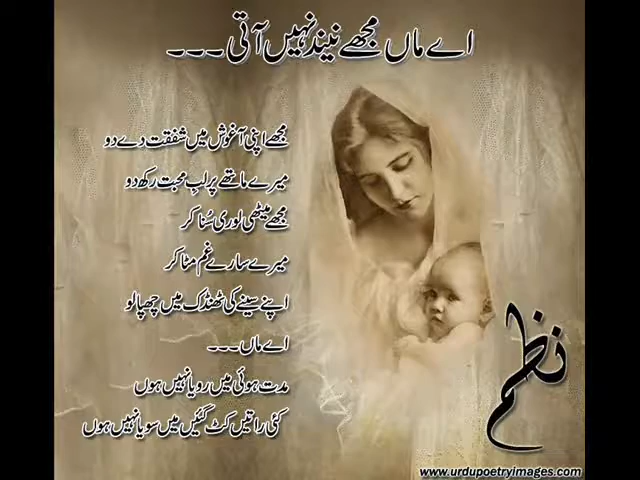 اے ماں مجھے نیند نہیں آتی ۔۔۔
مجھے اپنی آغوش میں شفقت دے دو
میرے ماتھے پر لبِ محبت رکھ دو
مجھے میٹھی لوری سُنا کر
میرے سارے غم مٹا کر
اپنے سینے کی ٹھنڈک میں چھپا لو
اے ماں ۔۔۔
مدت ہوئی میں رویا نہیں ہوں
کئی راتیں کٹ گئیں میں سویا نہیں ہوں
نظم
www.urdupoetryimages.com